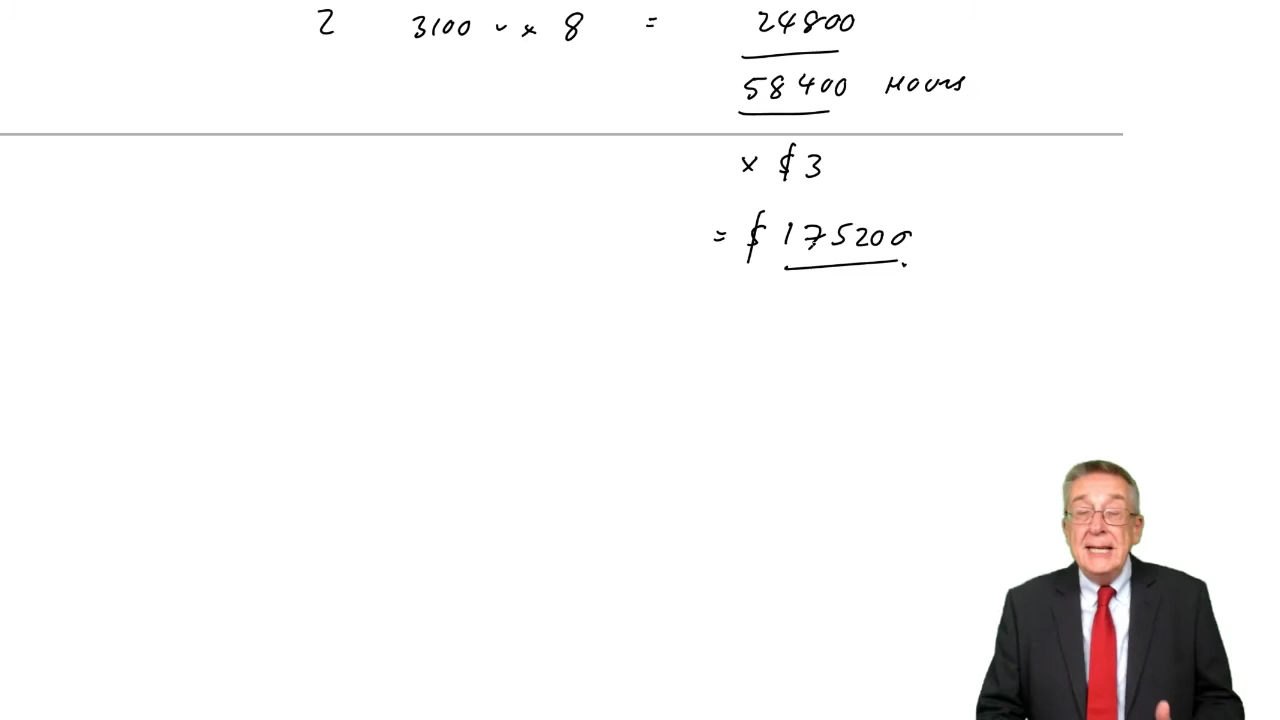 2 3100 u x 8 = 24800
58400 Hours
x $3
= $175200